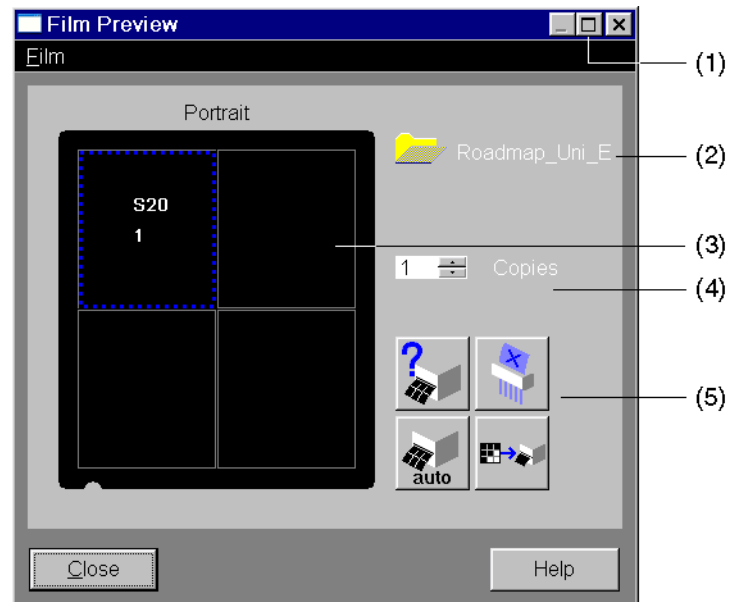 Film Preview
Film
(1)
Portrait
Roadmap_Uni_E
(2)
S20
1
(3)
1 Copies
(4)
?
(5)
auto
Close
Help